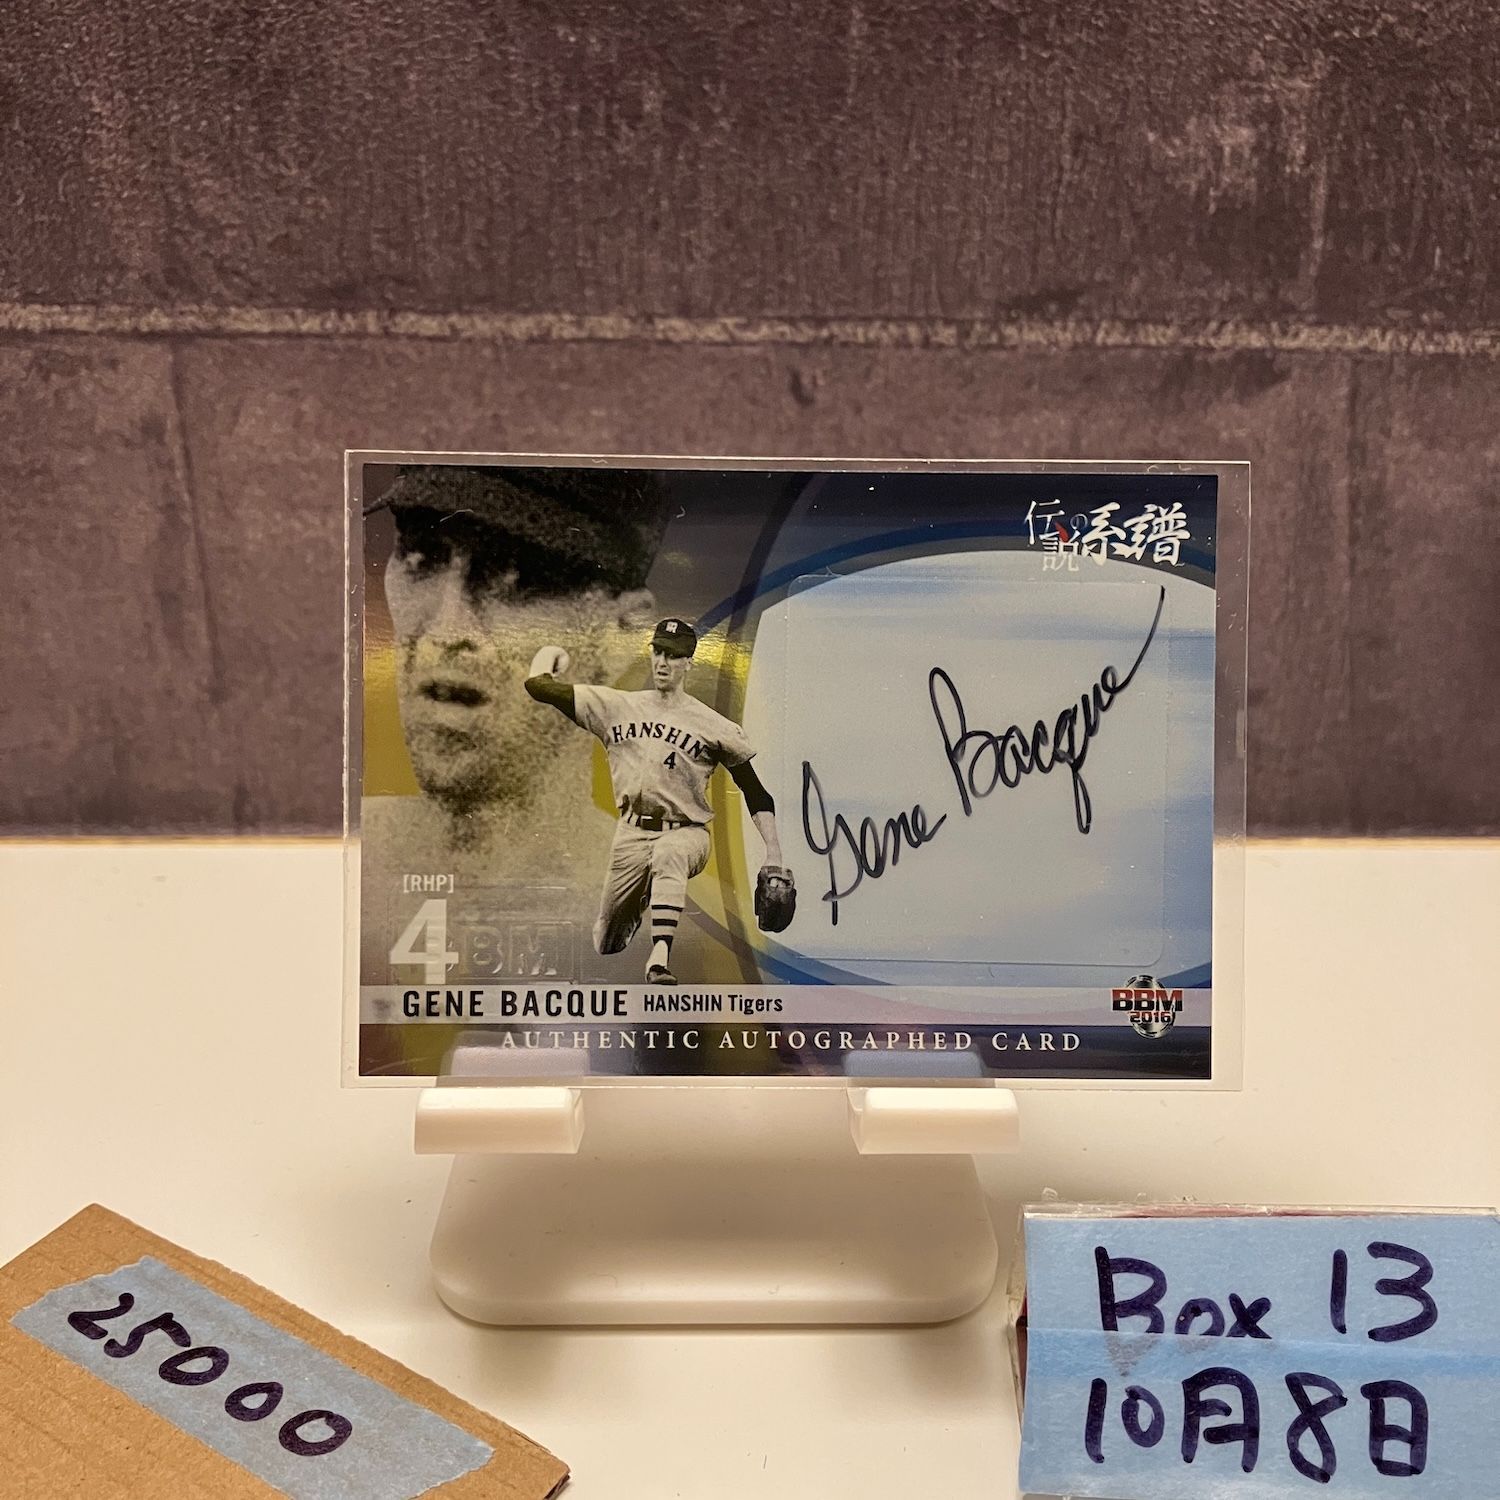 伝説の系譜
HANSHIN
4
Gene Bacque
[RHP]
4
BBM
GENE BACQUE HANSHIN Tigers
BBM
2016
AUTHENTIC AUTOGRAPHED CARD
25000
Box 13
10月8日